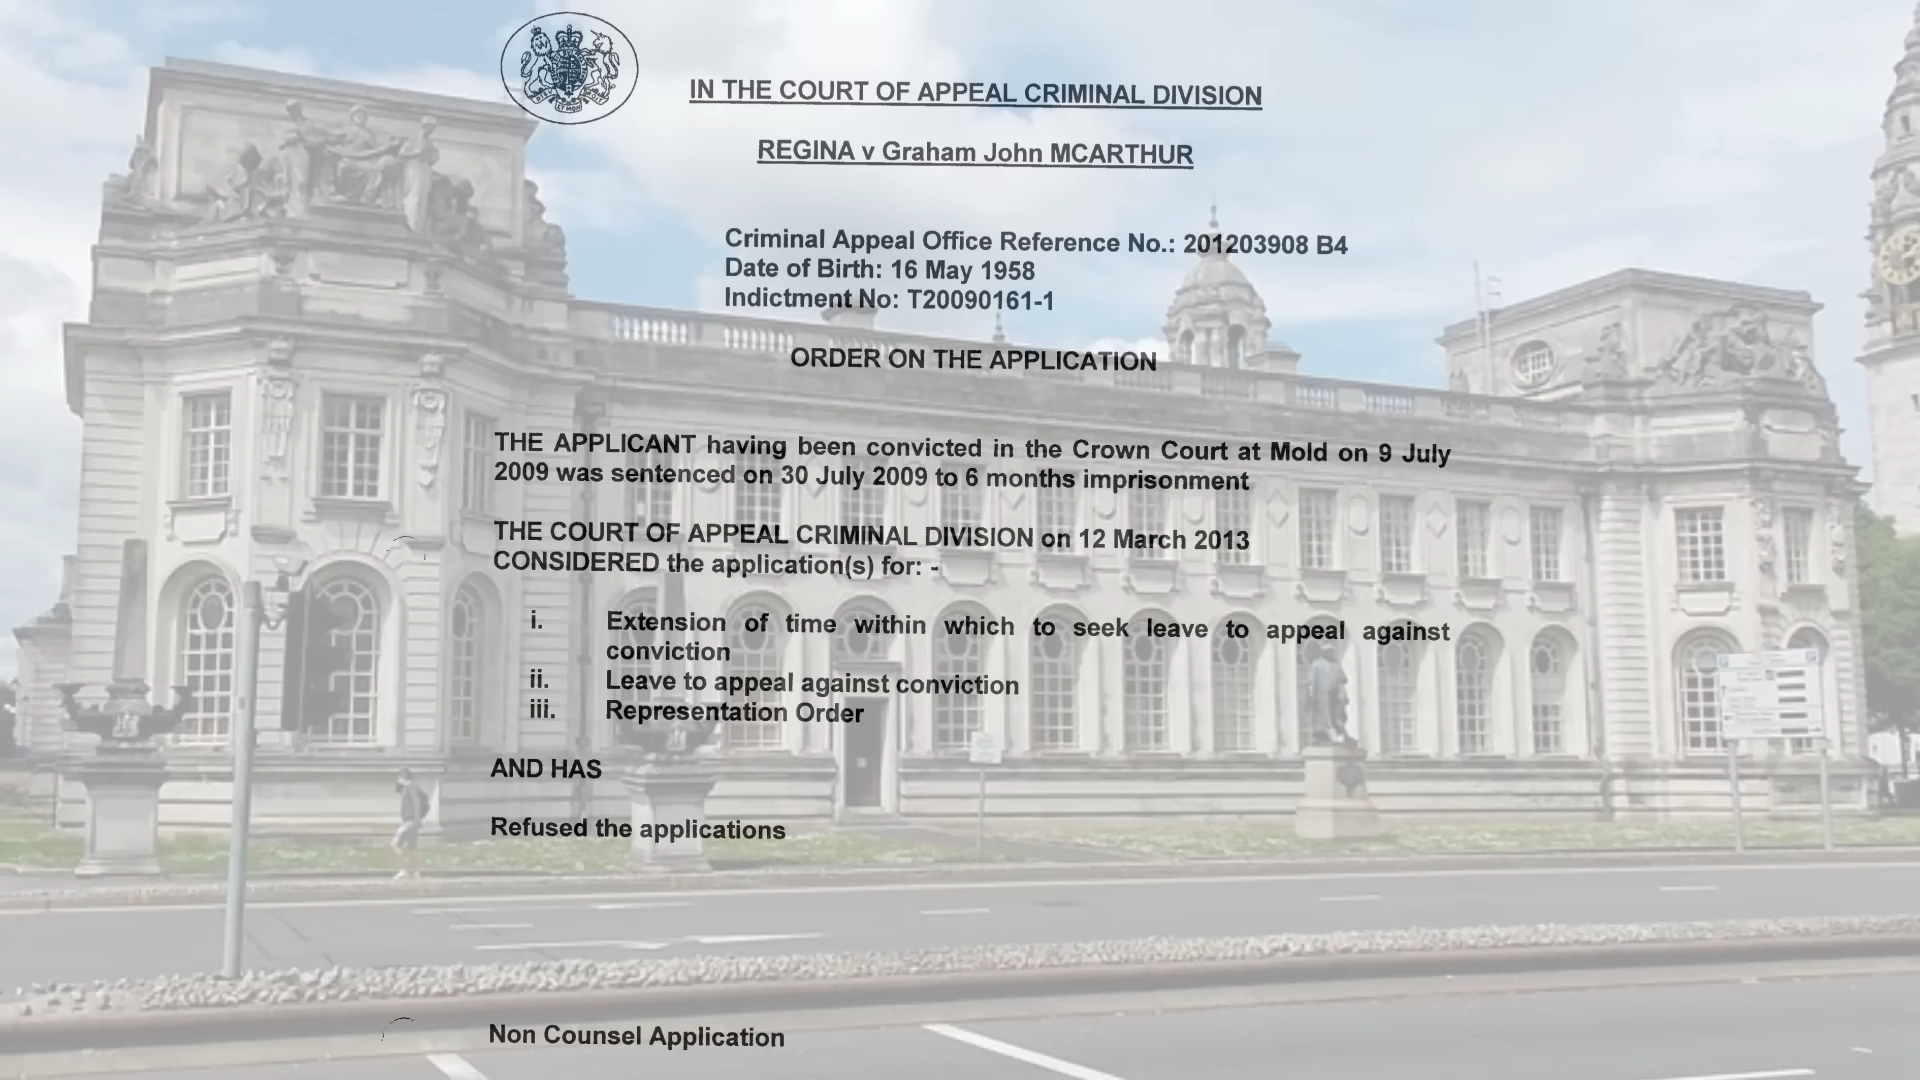 IN THE COURT OF APPEAL CRIMINAL DIVISION
REGINA v Graham John MCARTHUR
Criminal Appeal Office Reference No.: 201203908 B4
Date of Birth: 16 May 1958
Indictment No: T20090161-1
ORDER ON THE APPLICATION
THE APPLICANT having been convicted in the Crown Court at Mold on 9 July
2009 was sentenced on 30 July 2009 to 6 months imprisonment
THE COURT OF APPEAL CRIMINAL DIVISION on 12 March 2013
CONSIDERED the application(s) for: -
i. Extension of time within which to seek leave to appeal against
conviction
ii. Leave to appeal against conviction
iii. Representation Order
AND HAS
Refused the applications
Non Counsel Application